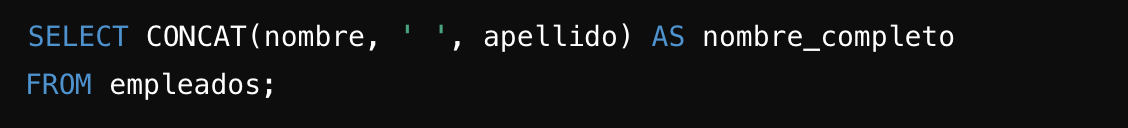 SELECT CONCAT(nombre, ' ', apellido) AS nombre_completo
FROM empleados;